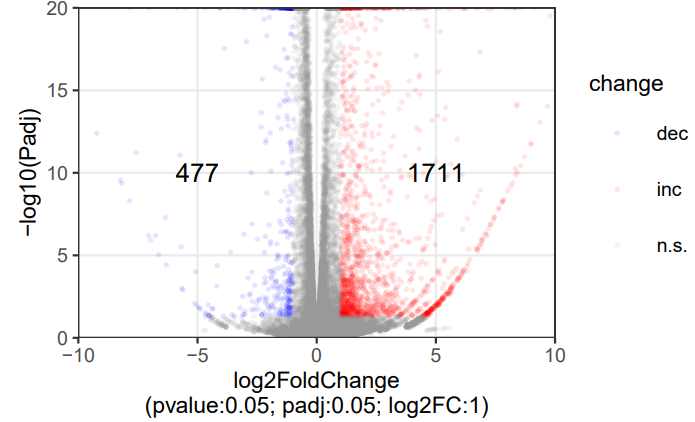 20
15
10
5
0
−log10(Padj)
477
1711
−10
−5
0
5
10
log2FoldChange
(pvalue:0.05; padj:0.05; log2FC:1)
change
dec
inc
n.s.